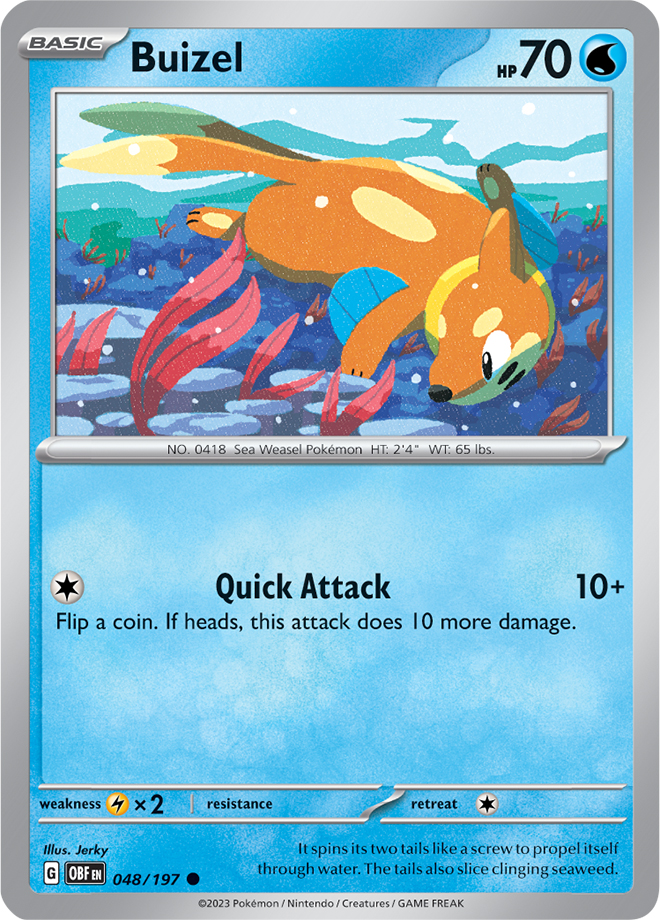 BASIC
Buizel
HP 70
NO. 0418 Sea Weasel Pokémon HT: 2'4" WT: 65 lbs.
Quick Attack 10+
Flip a coin. If heads, this attack does 10 more damage.
weakness ×2 resistance retreat
Illus. Jerky
It spins its two tails like a screw to propel itself
through water. The tails also slice clinging seaweed.
G OBF EN 048/197
©2023 Pokémon / Nintendo / Creatures / GAME FREAK